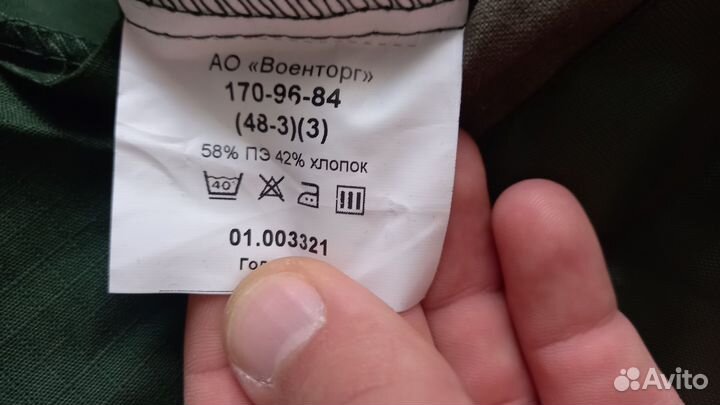 АО «Военторг»
170-96-84
(48-3)(3)
58% ПЭ 42% хлопок
40°
01.003321
Avito